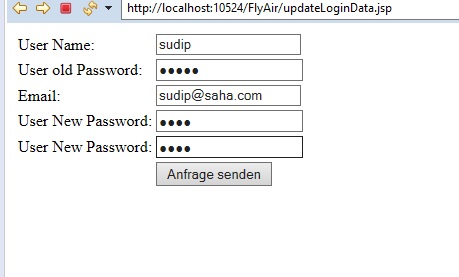 http://localhost:10524/FlyAir/updateLoginData.jsp
User Name: sudip
User old Password: •••••
Email: sudip@saha.com
User New Password: ••••
User New Password: ••••
Anfrage senden